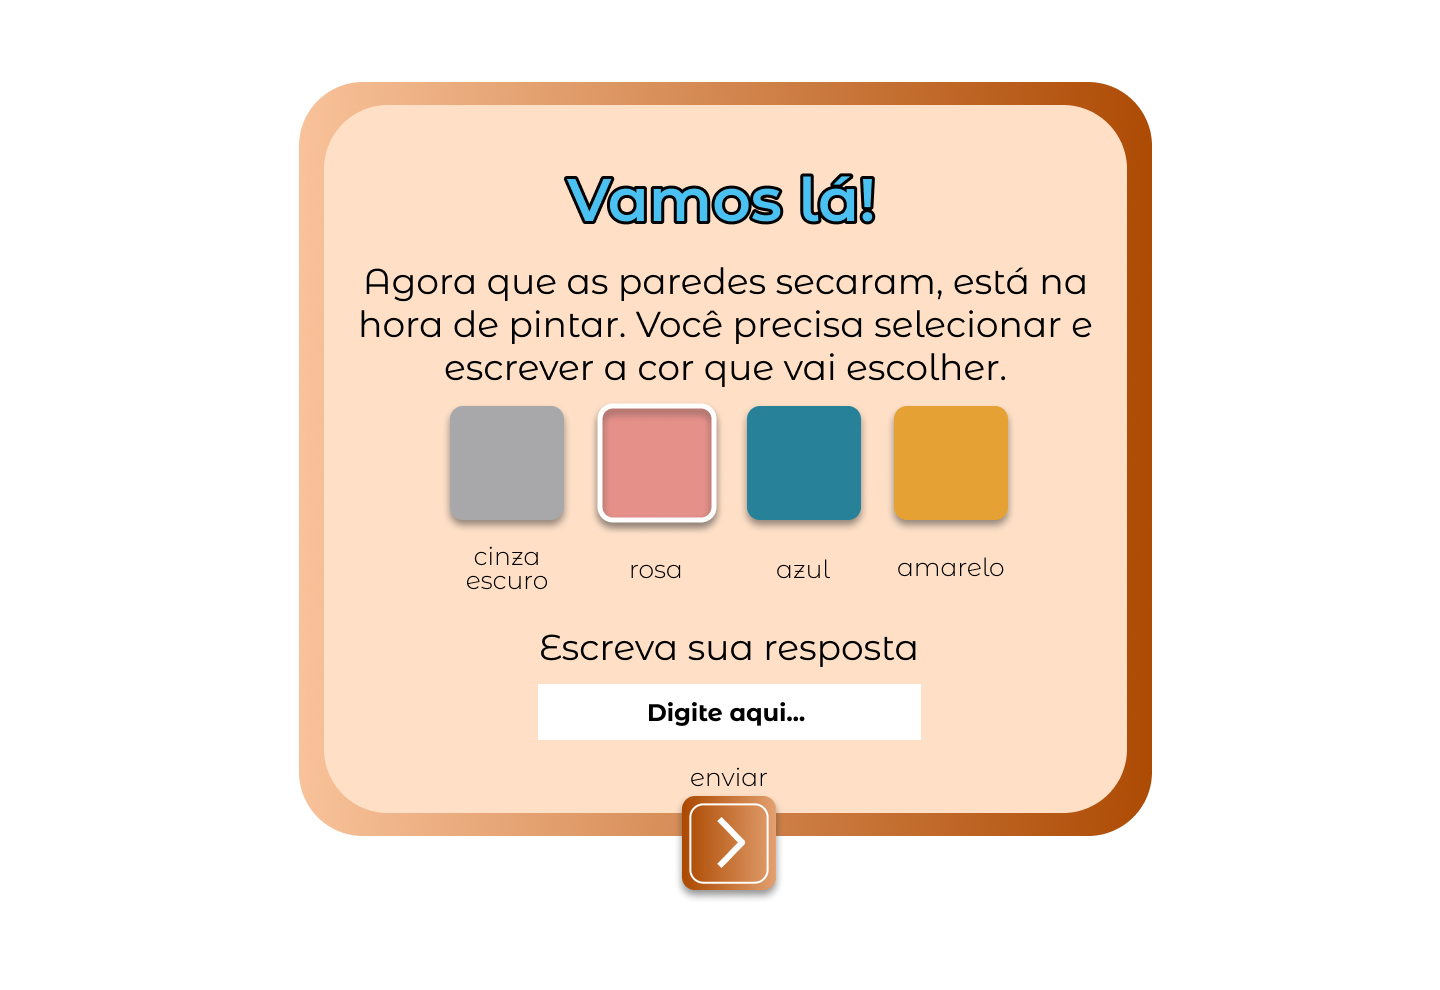 Vamos lá!
Agora que as paredes secaram, está na
hora de pintar. Você precisa selecionar e
escrever a cor que vai escolher.
cinza
escuro
rosa
azul
amarelo
Escreva sua resposta
Digite aqui...
enviar